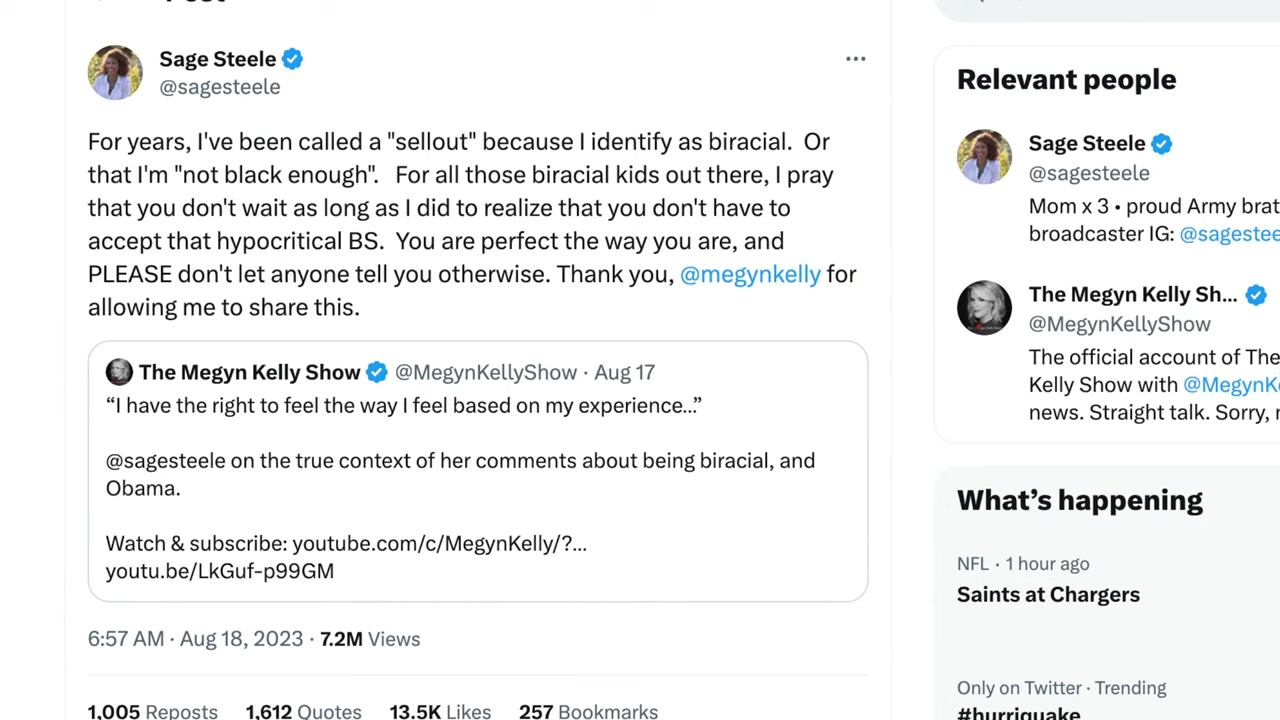 Sage Steele
@sagesteele
For years, I've been called a "sellout" because I identify as biracial.  Or
that I'm "not black enough".   For all those biracial kids out there, I pray
that you don't wait as long as I did to realize that you don't have to
accept that hypocritical BS.  You are perfect the way you are, and
PLEASE don't let anyone tell you otherwise. Thank you, @megynkelly for
allowing me to share this.
The Megyn Kelly Show @MegynKellyShow · Aug 17
“I have the right to feel the way I feel based on my experience...”
@sagesteele on the true context of her comments about being biracial, and
Obama.
Watch & subscribe: youtube.com/c/MegynKelly/?...
youtu.be/LkGuf-p99GM
6:57 AM · Aug 18, 2023 · 7.2M Views
1,005 Reposts 1,612 Quotes 13.5K Likes 257 Bookmarks
Relevant people
Sage Steele
@sagesteele
Mom x 3 • proud Army brat
broadcaster IG: @sagestee
The Megyn Kelly Sh...
@MegynKellyShow
The official account of The
Kelly Show with @MegynK
news. Straight talk. Sorry,
What's happening
NFL · 1 hour ago
Saints at Chargers
Only on Twitter · Trending
#hurriquake